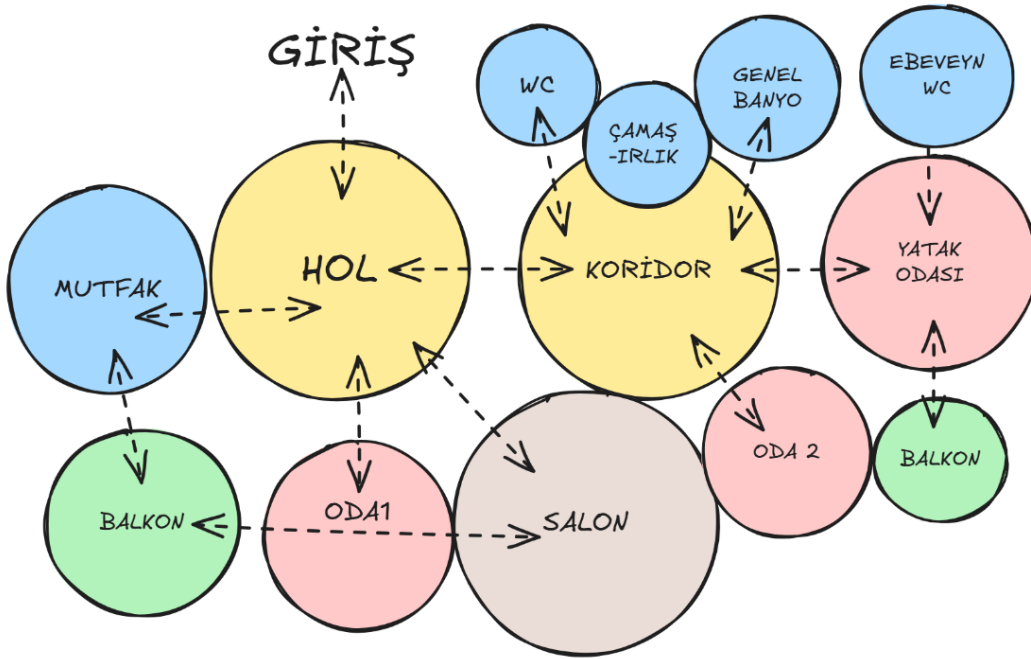 GİRİŞ
WC
GENEL
BANYO
EBEVEYN
WC
ÇAMAŞ
-IRLIK
MUTFAK
HOL
KORİDOR
YATAK
ODASI
BALKON
ODA1
SALON
ODA 2
BALKON